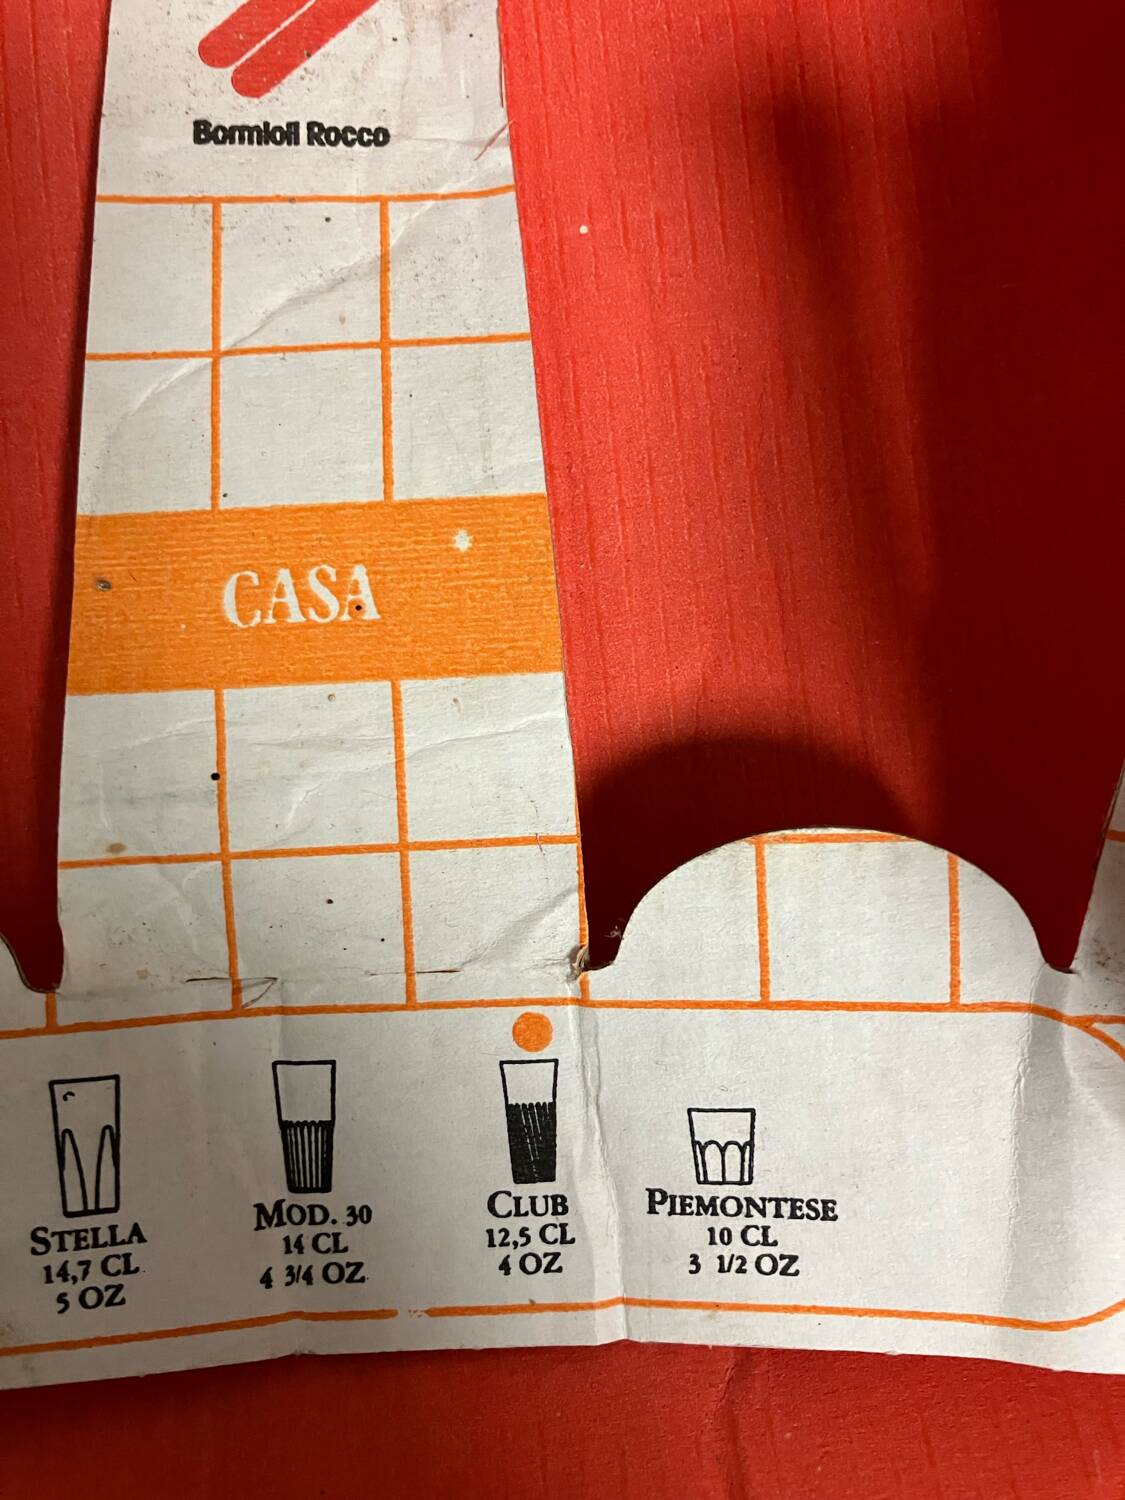 Bormioli Rocco
CASA
STELLA
14,7 CL
5 OZ
MOD. 30
14 CL
4 3/4 OZ
CLUB
12,5 CL
4 OZ
PIEMONTESE
10 CL
3 1/2 OZ